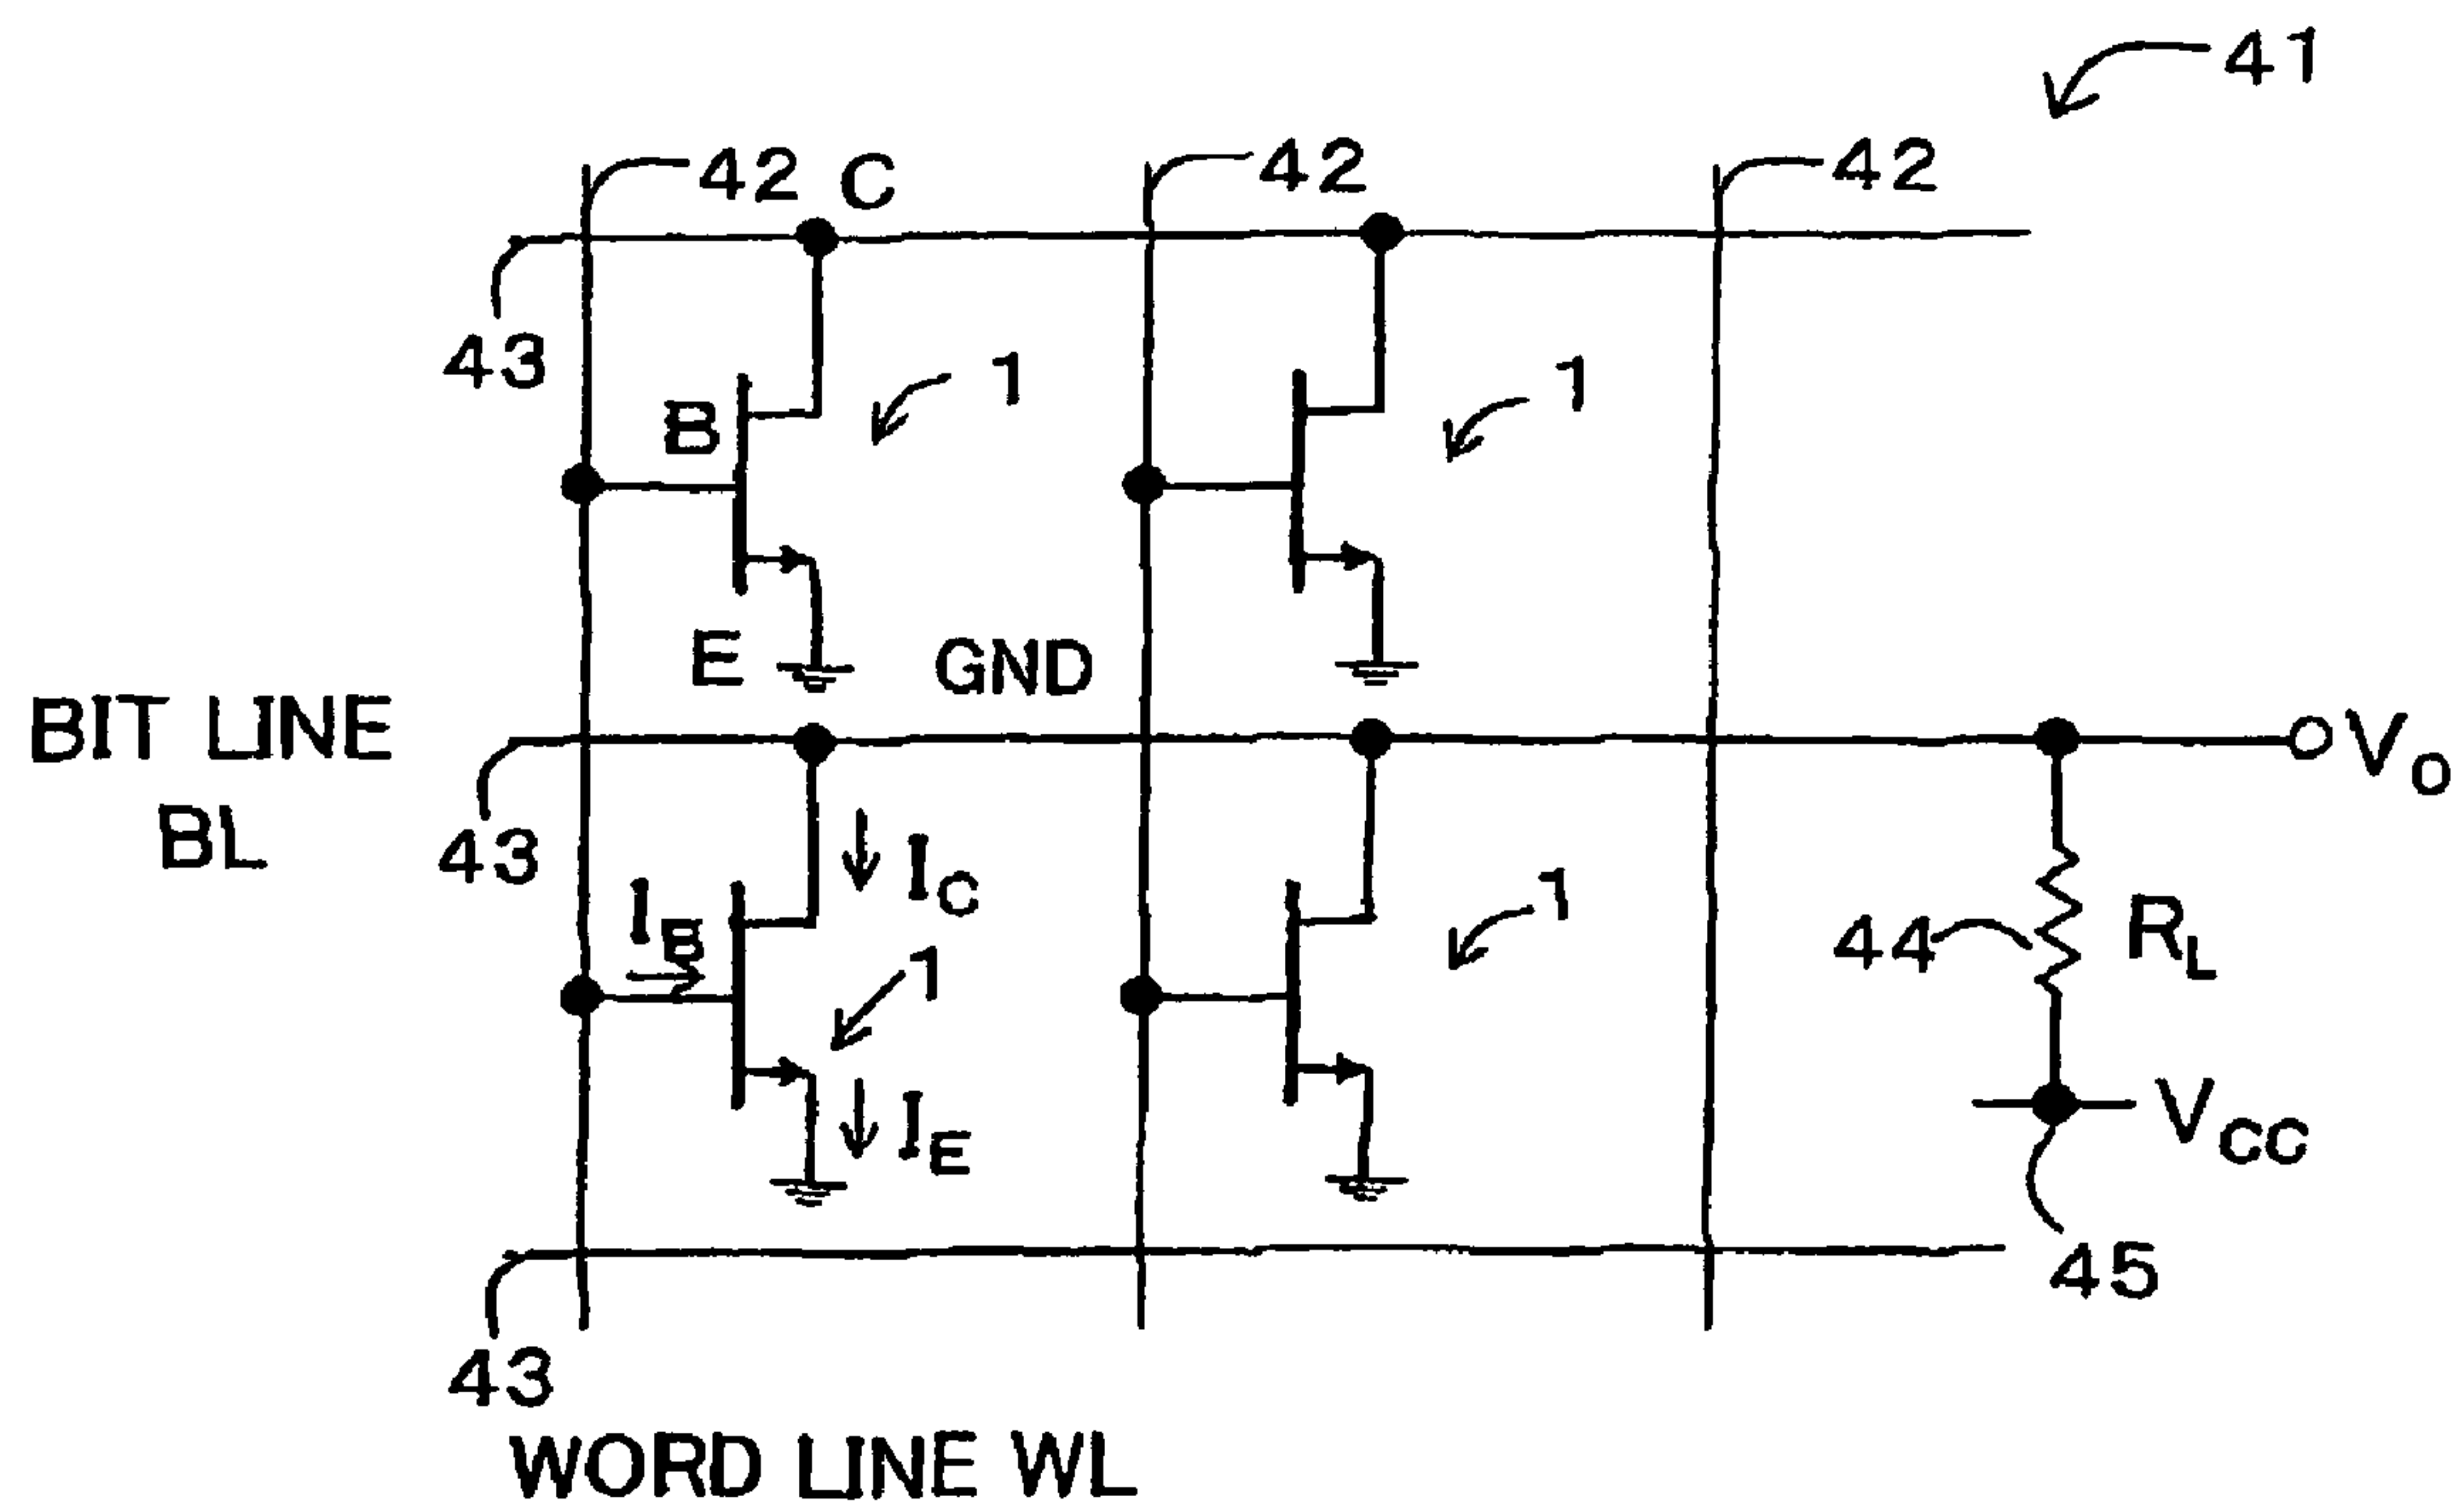 41
42 C 42 42
43
B 1 1
E GND
BIT LINE
BL
VO
43 IC
IB 1 1
44 RL
IE
VCC
45
43
WORD LINE WL